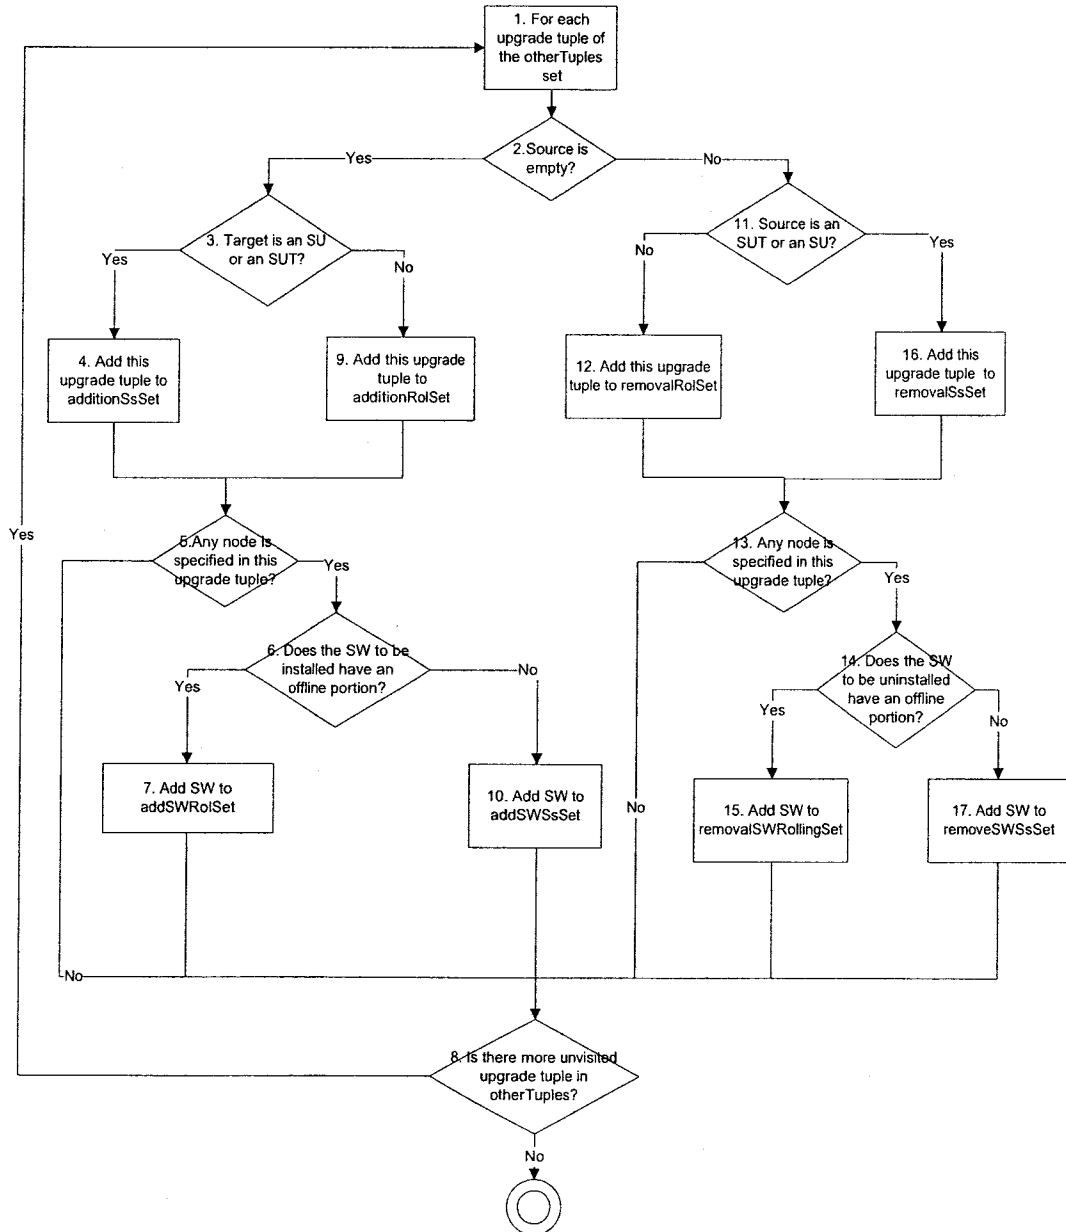 1. For each
upgrade tuple of
the otherTuples
set
2.Source is
empty?
Yes
No
3. Target is an SU
or an SUT?
Yes
No
11. Source is an
SUT or an SU?
No
Yes
4. Add this
upgrade tuple to
additionSsSet
9. Add this upgrade
tuple to
additionRolSet
12. Add this upgrade
tuple to removalRolSet
16. Add this
upgrade tuple to
removalSsSet
Yes
5.Any node is
specified in this
upgrade tuple?
Yes
13. Any node is
specified in this
upgrade tuple?
Yes
6. Does the SW to be
installed have an
offline portion?
Yes
No
14. Does the SW
to be uninstalled
have an offline
portion?
Yes
No
7. Add SW to
addSWRolSet
10. Add SW to
addSWSsSet
No
15. Add SW to
removalSWRollingSet
17. Add SW to
removeSWSsSet
No
8. Is there more unvisited
upgrade tuple in
otherTuples?
No